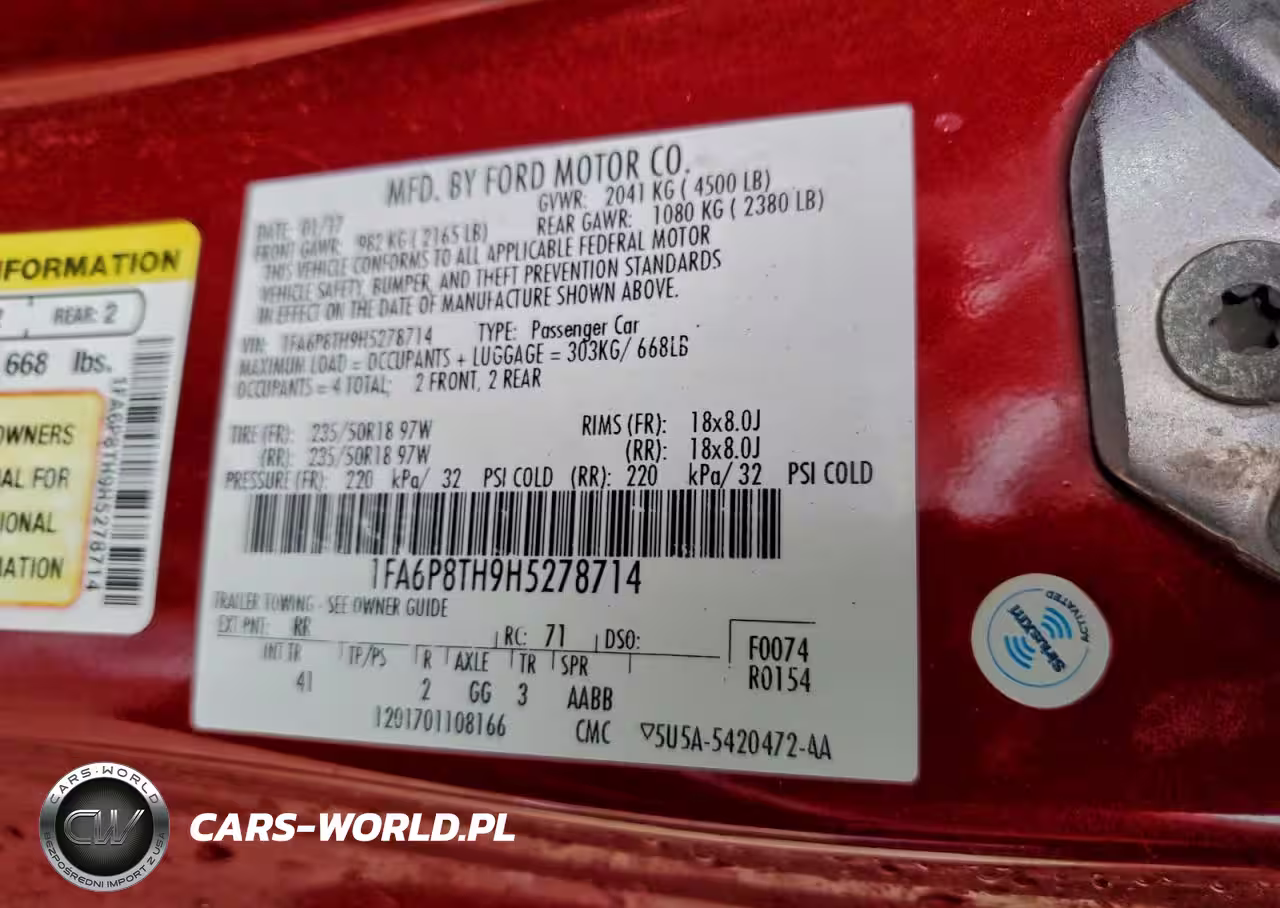 MFD. BY FORD MOTOR CO.
DATE: 01/17 GVWR: 2041 KG ( 4500 LB)
FRONT GAWR: 982 KG ( 2165 LB) REAR GAWR: 1080 KG ( 2380 LB)
THIS VEHICLE CONFORMS TO ALL APPLICABLE FEDERAL MOTOR
VEHICLE SAFETY, BUMPER, AND THEFT PREVENTION STANDARDS
IN EFFECT ON THE DATE OF MANUFACTURE SHOWN ABOVE.
VIN: 1FA6P8TH9H5278714 TYPE: Passenger Car
MAXIMUM LOAD = OCCUPANTS + LUGGAGE = 303KG/ 668LB
OCCUPANTS = 4 TOTAL; 2 FRONT, 2 REAR
TIRE (FR): 235/50R18 97W RIMS (FR): 18x8.0J
(RR): 235/50R18 97W (RR): 18x8.0J
PRESSURE (FR): 220 kPa/ 32 PSI COLD (RR): 220 kPa/ 32 PSI COLD
1FA6P8TH9H5278714
TRAILER TOWING - SEE OWNER GUIDE
EXT PNT: RR RC: 71 DSO:
INT TR TP/PS R AXLE TR SPR
F0074
41 2 GG 3 AABB
R0154
1201701108166 CMC ▽5U5A-5420472-AA
NFORMATION
REAR: 2
668 lbs.
OWNERS
AL FOR
IONAL
ATION
1FA6P8TH9H5278714
SiriusXM
ACTIVATED
CARS-WORLD
CW
BEZPOŚREDNI IMPORT Z USA
CARS-WORLD.PL